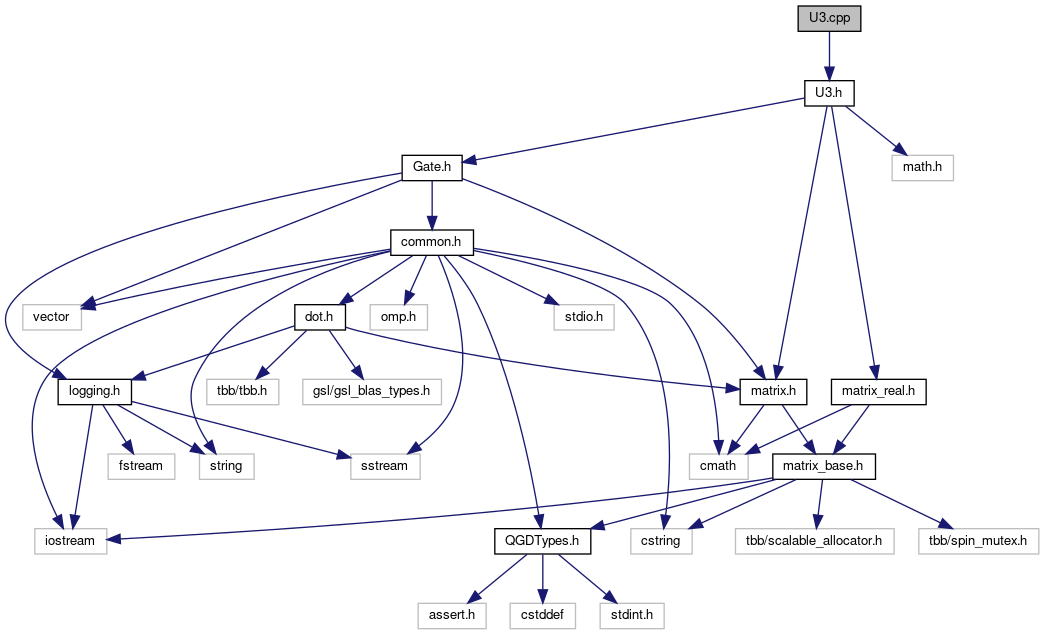 U3.cpp
U3.h
Gate.h
math.h
common.h
vector
dot.h
omp.h
stdio.h
logging.h
tbb/tbb.h
gsl/gsl_blas_types.h
matrix.h
matrix_real.h
fstream
string
sstream
cmath
matrix_base.h
iostream
QGDTypes.h
cstring
tbb/scalable_allocator.h
tbb/spin_mutex.h
assert.h
cstddef
stdint.h